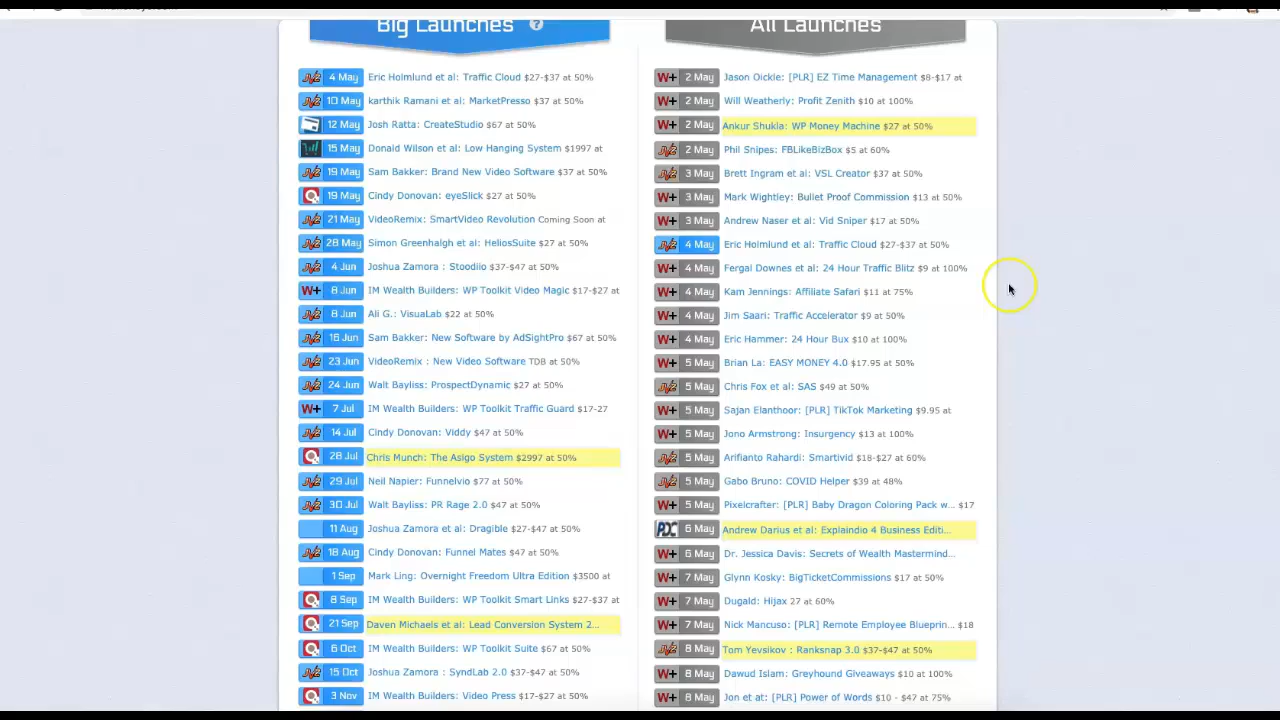 Big Launches ?
4 May Eric Holmlund et al: Traffic Cloud $27-$37 at 50%
10 May karthik Ramani et al: MarketPresso $37 at 50%
12 May Josh Ratta: CreateStudio $67 at 50%
15 May Donald Wilson et al: Low Hanging System $1997 at
19 May Sam Bakker: Brand New Video Software $37 at 50%
19 May Cindy Donovan: eyeSlick $27 at 50%
21 May VideoRemix: SmartVideo Revolution Coming Soon at
28 May Simon Greenhalgh et al: HeliosSuite $27 at 50%
4 Jun Joshua Zamora : Stoodiio $37-$47 at 50%
W+ 8 Jun IM Wealth Builders: WP Toolkit Video Magic $17-$27 at
8 Jun Ali G.: VisuaLab $22 at 50%
16 Jun Sam Bakker: New Software by AdSightPro $67 at 50%
23 Jun VideoRemix : New Video Software TDB at 50%
24 Jun Walt Bayliss: ProspectDynamic $27 at 50%
W+ 7 Jul IM Wealth Builders: WP Toolkit Traffic Guard $17-27
14 Jul Cindy Donovan: Viddy $47 at 50%
28 Jul Chris Munch: The Asigo System $2997 at 50%
29 Jul Neil Napier: Funnelvio $77 at 50%
30 Jul Walt Bayliss: PR Rage 2.0 $47 at 50%
11 Aug Joshua Zamora et al: Dragible $27-$47 at 50%
18 Aug Cindy Donovan: Funnel Mates $47 at 50%
1 Sep Mark Ling: Overnight Freedom Ultra Edition $3500 at
8 Sep IM Wealth Builders: WP Toolkit Smart Links $27-$37 at
21 Sep Daven Michaels et al: Lead Conversion System 2...
6 Oct IM Wealth Builders: WP Toolkit Suite $67 at 50%
15 Oct Joshua Zamora: SyndLab 2.0 $37-$47 at 50%
3 Nov IM Wealth Builders: Video Press $17-$27 at 50%
All Launches
W+ 2 May Jason Oickle: [PLR] EZ Time Management $8-$17 at
W+ 2 May Will Weatherly: Profit Zenith $10 at 100%
W+ 2 May Ankur Shukla: WP Money Machine $27 at 50%
2 May Phil Snipes: FBLikeBizBox $5 at 60%
3 May Brett Ingram et al: VSL Creator $37 at 50%
W+ 3 May Mark Wightley: Bullet Proof Commission $13 at 50%
W+ 3 May Andrew Naser et al: Vid Sniper $17 at 50%
4 May Eric Holmlund et al: Traffic Cloud $27-$37 at 50%
W+ 4 May Fergal Downes et al: 24 Hour Traffic Blitz $9 at 100%
W+ 4 May Kam Jennings: Affiliate Safari $11 at 75%
W+ 4 May Jim Saari: Traffic Accelerator $9 at 50%
W+ 4 May Eric Hammer: 24 Hour Bux $10 at 100%
W+ 5 May Brian La: EASY MONEY 4.0 $17.95 at 50%
5 May Chris Fox et al: SAS $49 at 50%
W+ 5 May Sajan Elanthoor: [PLR] TikTok Marketing $9.95 at
W+ 5 May Jono Armstrong: Insurgency $13 at 100%
5 May Arifianto Rahardi: Smartivid $18-$27 at 60%
5 May Gabo Bruno: COVID Helper $39 at 48%
W+ 5 May Pixelcrafter: [PLR] Baby Dragon Coloring Pack w... $17
PDC 6 May Andrew Darius et al: Explaindio 4 Business Editi...
W+ 6 May Dr. Jessica Davis: Secrets of Wealth Mastermind...
W+ 7 May Glynn Kosky: BigTicketCommissions $17 at 50%
W+ 7 May Dugald: Hijax 27 at 60%
W+ 7 May Nick Mancuso: [PLR] Remote Employee Blueprin... $18
8 May Tom Yevsikov : Ranksnap 3.0 $37-$47 at 50%
W+ 8 May Dawud Islam: Greyhound Giveaways $10 at 100%
W+ 8 May Jon et at: [PLR] Power of Words $10 - $47 at 75%